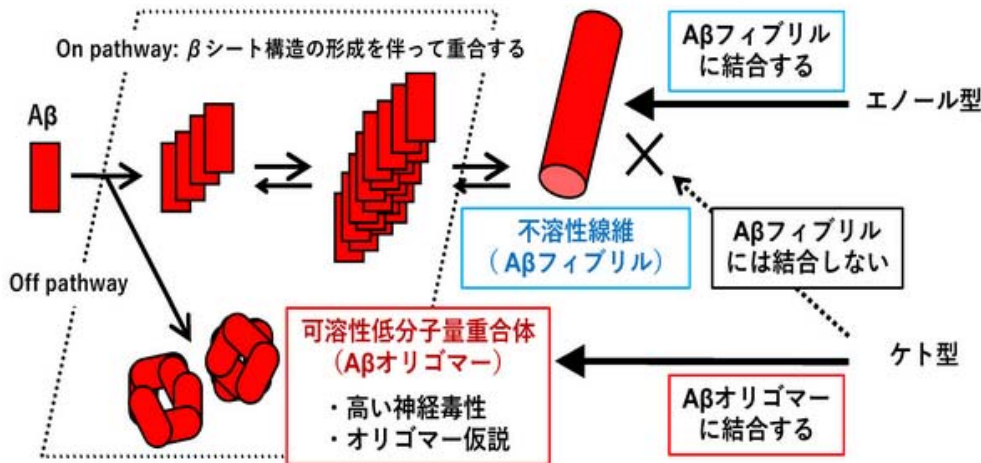 On pathway: βシート構造の形成を伴って重合する
Aβ
Aβフィブリル
に結合する
エノール型
不溶性線維
(Aβフィブリル)
Aβフィブリル
には結合しない
Off pathway
可溶性低分子量重合体
(Aβオリゴマー)
・高い神経毒性
・オリゴマー仮説
ケト型
Aβオリゴマー
に結合する